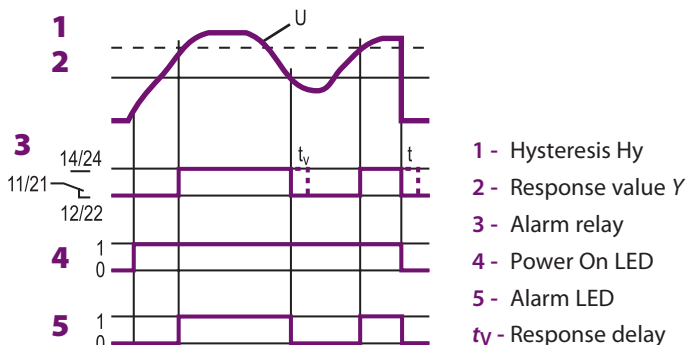 U
1
2
3
14/24
11/21
12/22
tv
t
4
1
0
5
1
0
1 - Hysteresis Hy
2 - Response value Y
3 - Alarm relay
4 - Power On LED
5 - Alarm LED
tV - Response delay